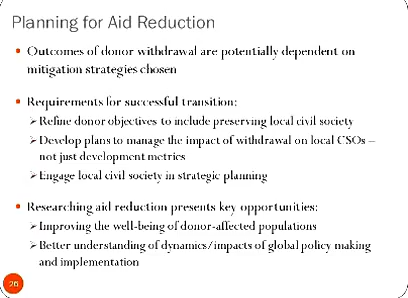 Planning for Aid Reduction
• Outcomes of donor withdrawal are potentially dependent on
mitigation strategies chosen
• Requirements for successful transition:
➢Refine donor objectives to include preserving local civil society
➢Develop plans to manage the impact of withdrawal on local CSOs –
not just development metrics
➢Engage local civil society in strategic planning
• Researching aid reduction presents key opportunities:
➢Improving the well-being of donor-affected populations
➢Better understanding of dynamics/impacts of global policy making
and implementation
26